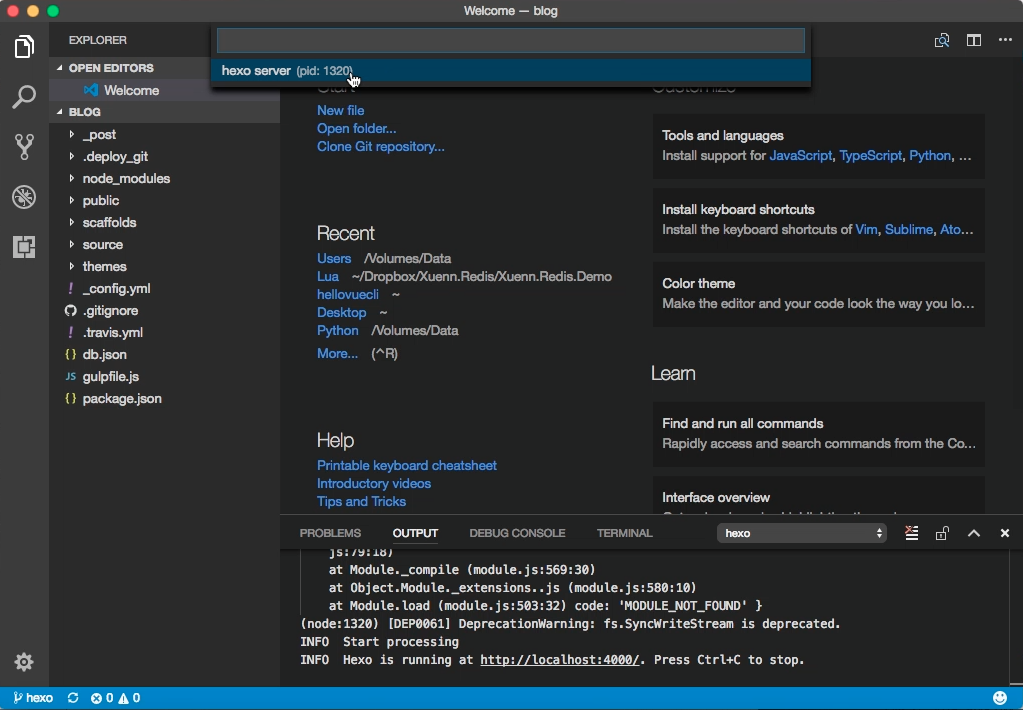 Welcome — blog
EXPLORER
OPEN EDITORS
Welcome
BLOG
_post
.deploy_git
node_modules
public
scaffolds
source
themes
! _config.yml
.gitignore
! .travis.yml
{} db.json
JS gulpfile.js
{} package.json
hexo server (pid: 1320)
Start
New file
Open folder...
Clone Git repository...
Recent
Users /Volumes/Data
Lua ~/Dropbox/Xuenn.Redis/Xuenn.Redis.Demo
hellovuecli ~
Desktop ~
Python /Volumes/Data
More... (^R)
Help
Printable keyboard cheatsheet
Introductory videos
Tips and Tricks
Customize
Tools and languages
Install support for JavaScript, TypeScript, Python, ...
Install keyboard shortcuts
Install the keyboard shortcuts of Vim, Sublime, Ato...
Color theme
Make the editor and your code look the way you lo...
Learn
Find and run all commands
Rapidly access and search commands from the Co...
Interface overview
PROBLEMS OUTPUT DEBUG CONSOLE TERMINAL hexo
js:79:18)
at Module._compile (module.js:569:30)
at Object.Module._extensions..js (module.js:580:10)
at Module.load (module.js:503:32) code: 'MODULE_NOT_FOUND' }
(node:1320) [DEP0061] DeprecationWarning: fs.SyncWriteStream is deprecated.
INFO Start processing
INFO Hexo is running at http://localhost:4000/. Press Ctrl+C to stop.
hexo 0 0